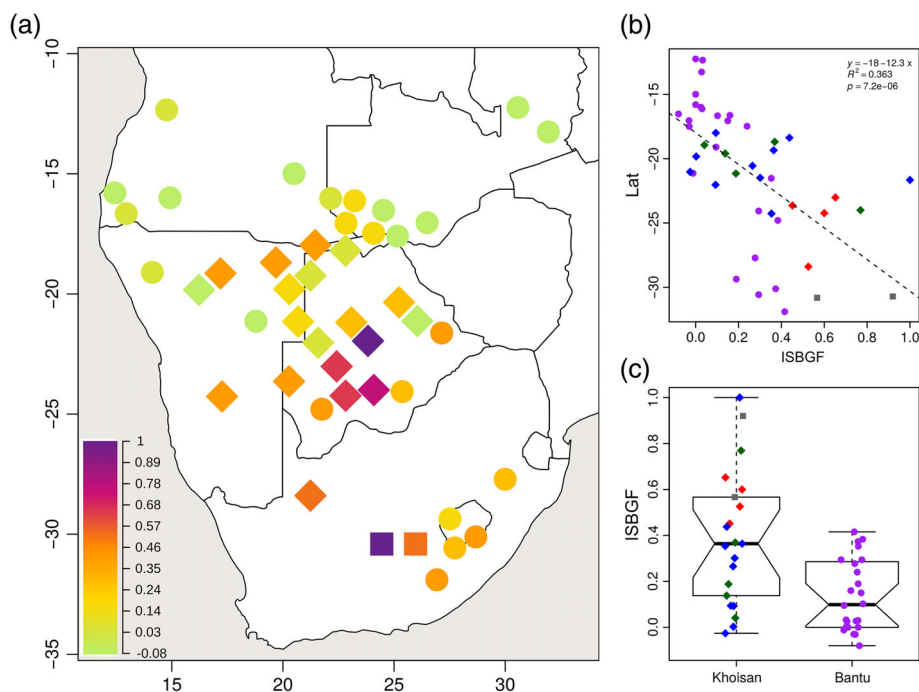 (a)
-10
-15
-20
-25
-30
-35
1
0.89
0.78
0.68
0.57
0.46
0.35
0.24
0.14
0.03
-0.08
15 20 25 30
(b)
y = −18 −12.3 x
R² = 0.363
p = 7.2e−06
Lat
-15
-20
-25
-30
0.0 0.2 0.4 0.6 0.8 1.0
ISBGF
(c)
ISBGF
1.0
0.8
0.6
0.4
0.2
0.0
Khoisan Bantu